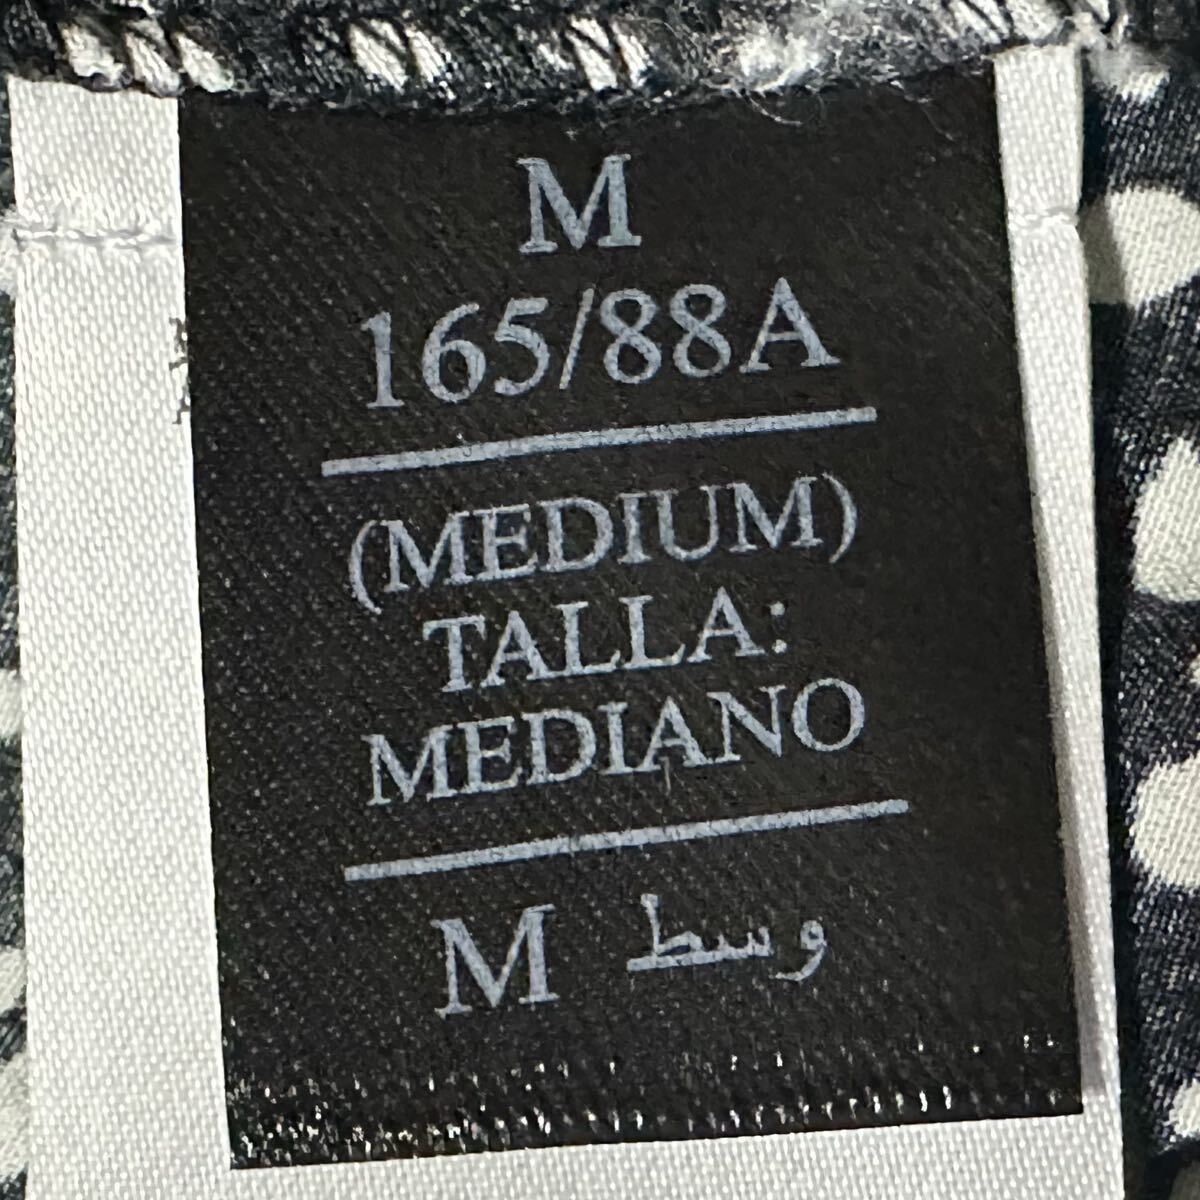 M
165/88A
(MEDIUM)
TALLA:
MEDIANO
M وسط